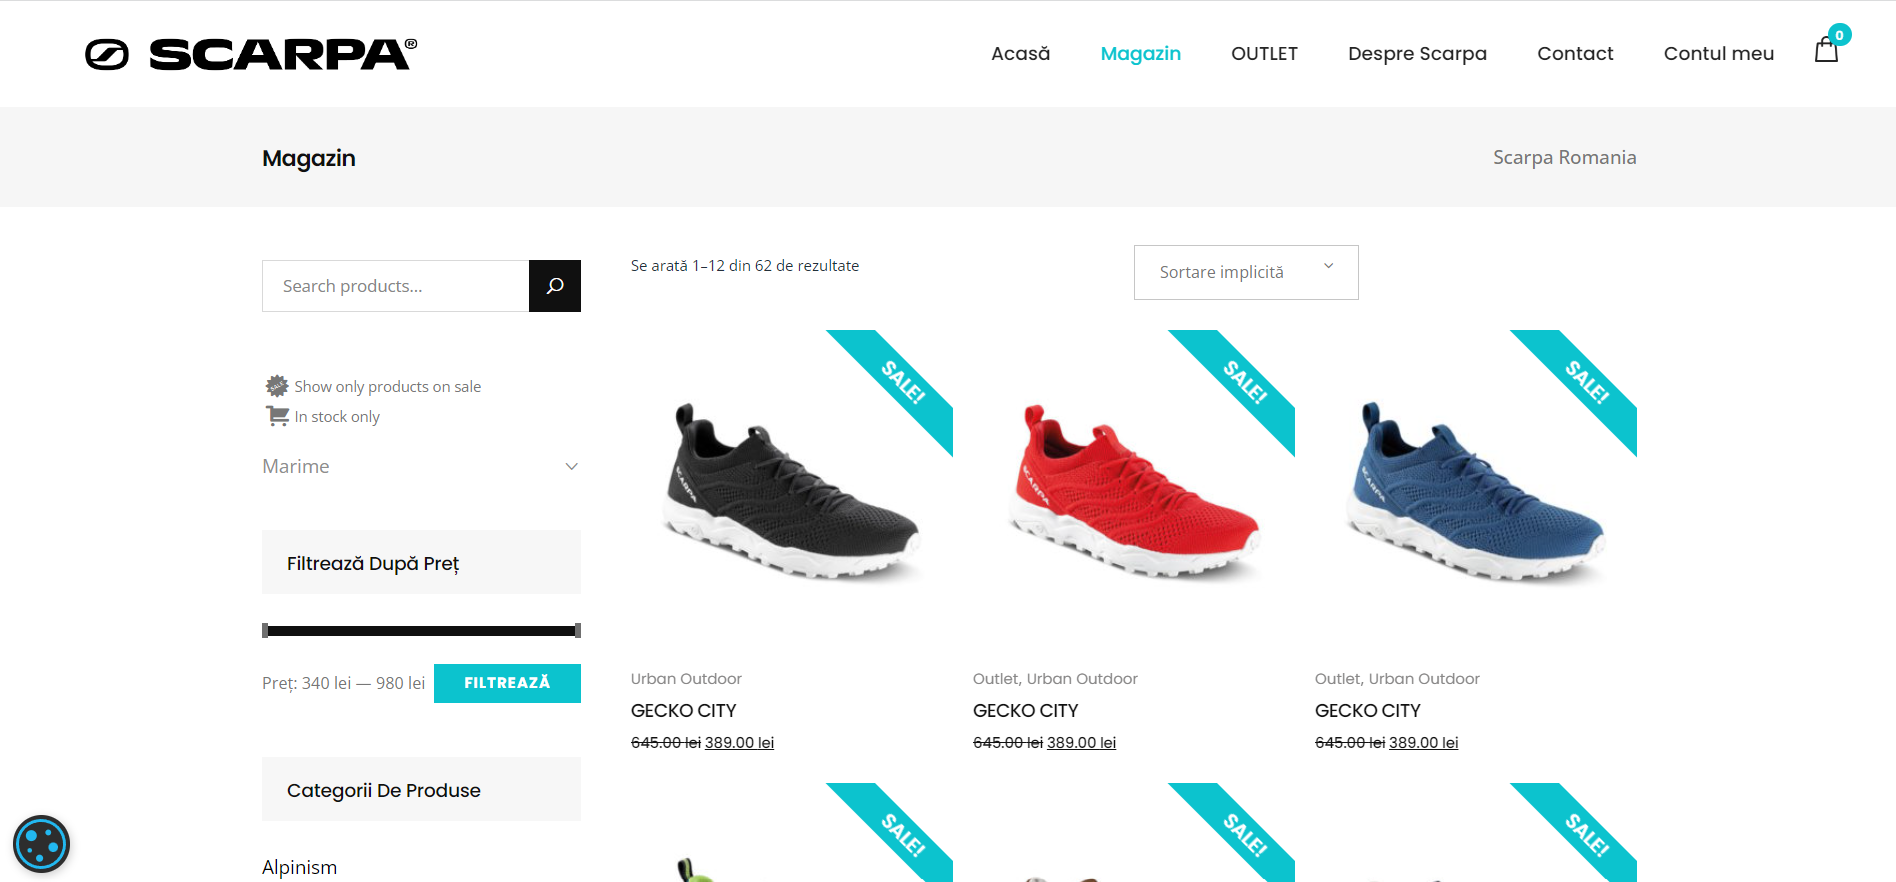 SCARPA®
Acasă Magazin OUTLET Despre Scarpa Contact Contul meu 0
Magazin Scarpa Romania
Search products...
Se arată 1–12 din 62 de rezultate
Sortare implicită
Show only products on sale
In stock only
Marime
Filtrează După Preț
Preț: 340 lei — 980 lei FILTREAZĂ
Categorii De Produse
Alpinism
SALE!
SCARPA
Urban Outdoor
GECKO CITY
645.00 lei 389.00 lei
SALE!
SCARPA
Outlet, Urban Outdoor
GECKO CITY
645.00 lei 389.00 lei
SALE!
SCARPA
Outlet, Urban Outdoor
GECKO CITY
645.00 lei 389.00 lei
SALE!
SALE!
SALE!